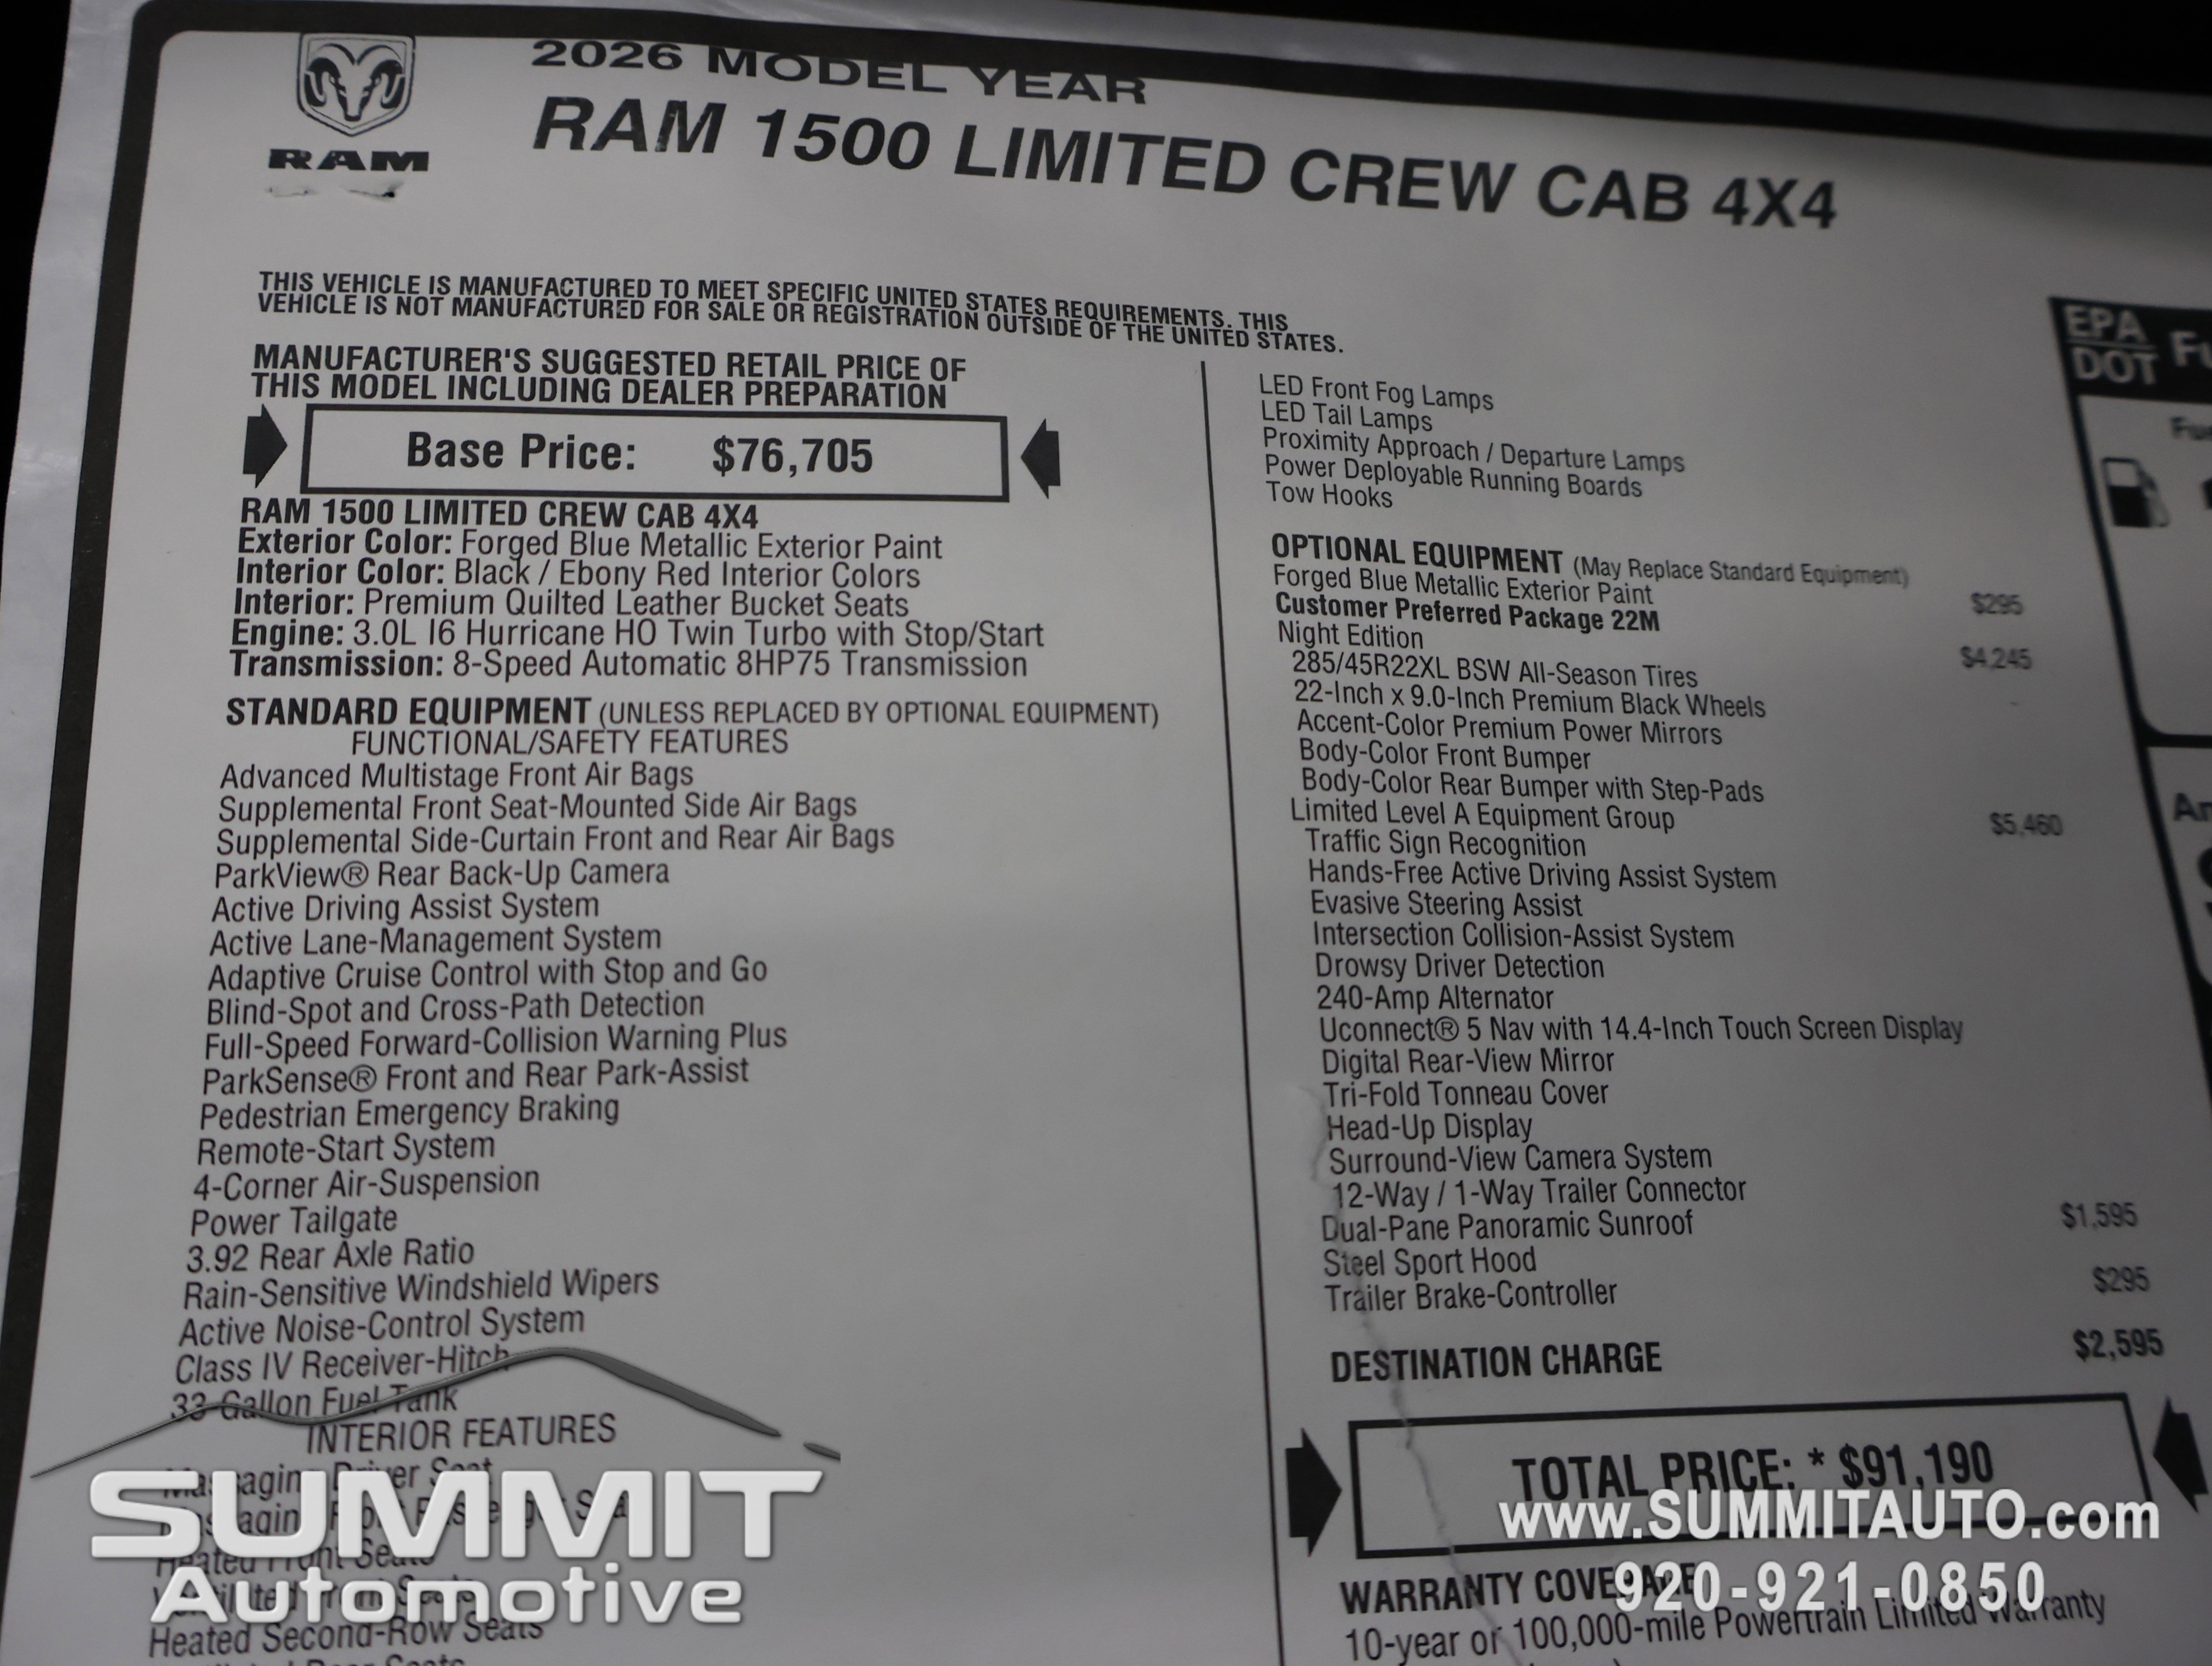 RAM
2026 MODEL YEAR
RAM 1500 LIMITED CREW CAB 4X4
THIS VEHICLE IS MANUFACTURED TO MEET SPECIFIC UNITED STATES REQUIREMENTS. THIS
VEHICLE IS NOT MANUFACTURED FOR SALE OR REGISTRATION OUTSIDE OF THE UNITED STATES.
MANUFACTURER'S SUGGESTED RETAIL PRICE OF
THIS MODEL INCLUDING DEALER PREPARATION
Base Price: $76,705
RAM 1500 LIMITED CREW CAB 4X4
Exterior Color: Forged Blue Metallic Exterior Paint
Interior Color: Black / Ebony Red Interior Colors
Interior: Premium Quilted Leather Bucket Seats
Engine: 3.0L I6 Hurricane HO Twin Turbo with Stop/Start
Transmission: 8-Speed Automatic 8HP75 Transmission
STANDARD EQUIPMENT (UNLESS REPLACED BY OPTIONAL EQUIPMENT)
FUNCTIONAL/SAFETY FEATURES
Advanced Multistage Front Air Bags
Supplemental Front Seat-Mounted Side Air Bags
Supplemental Side-Curtain Front and Rear Air Bags
ParkView® Rear Back-Up Camera
Active Driving Assist System
Active Lane-Management System
Adaptive Cruise Control with Stop and Go
Blind-Spot and Cross-Path Detection
Full-Speed Forward-Collision Warning Plus
ParkSense® Front and Rear Park-Assist
Pedestrian Emergency Braking
Remote-Start System
4-Corner Air-Suspension
Power Tailgate
3.92 Rear Axle Ratio
Rain-Sensitive Windshield Wipers
Active Noise-Control System
Class IV Receiver-Hitch
33-Gallon Fuel Tank
INTERIOR FEATURES
Massaging Driver Seat
Heated Front Seats
Heated Second-Row Seats
LED Front Fog Lamps
LED Tail Lamps
Proximity Approach / Departure Lamps
Power Deployable Running Boards
Tow Hooks
OPTIONAL EQUIPMENT (May Replace Standard Equipment)
Forged Blue Metallic Exterior Paint $295
Customer Preferred Package 22M
Night Edition $4,245
285/45R22XL BSW All-Season Tires
22-Inch x 9.0-Inch Premium Black Wheels
Accent-Color Premium Power Mirrors
Body-Color Front Bumper
Body-Color Rear Bumper with Step-Pads
Limited Level A Equipment Group $5,460
Traffic Sign Recognition
Hands-Free Active Driving Assist System
Evasive Steering Assist
Intersection Collision-Assist System
Drowsy Driver Detection
240-Amp Alternator
Uconnect® 5 Nav with 14.4-Inch Touch Screen Display
Digital Rear-View Mirror
Tri-Fold Tonneau Cover
Head-Up Display
Surround-View Camera System
12-Way / 1-Way Trailer Connector
Dual-Pane Panoramic Sunroof $1,595
Steel Sport Hood
Trailer Brake-Controller $295
DESTINATION CHARGE $2,595
TOTAL PRICE: * $91,190
WARRANTY COVERAGE
10-year or 100,000-mile Powertrain Limited Warranty
EPA
DOT
SUMMIT
Automotive
www.SUMMITAUTO.com
920-921-0850